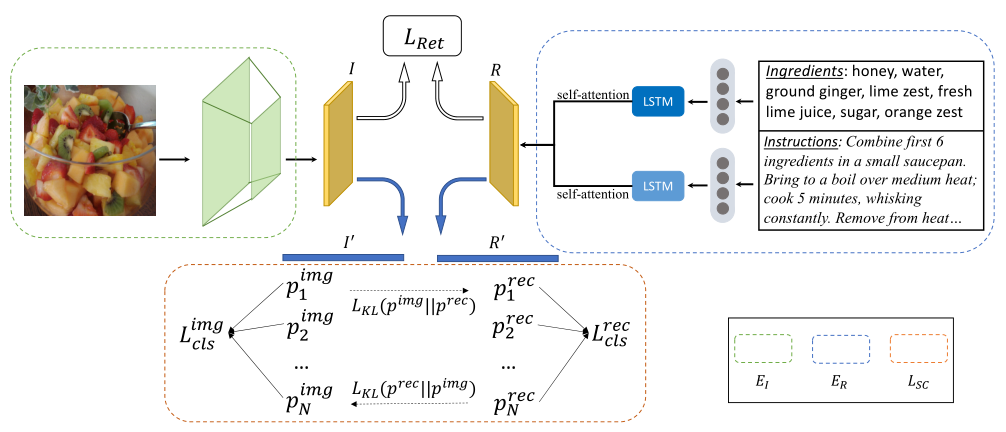 L_{Ret}
I
R
self-attention
LSTM
Ingredients: honey, water,
ground ginger, lime zest, fresh
lime juice, sugar, orange zest
self-attention
LSTM
Instructions: Combine first 6
ingredients in a small saucepan.
Bring to a boil over medium heat;
cook 5 minutes, whisking
constantly. Remove from heat…
I′
R′
p_1^{img}
L_{KL}(p^{img}||p^{rec})
p_1^{rec}
L_{cls}^{img}
p_2^{img}
p_2^{rec}
L_{cls}^{rec}
...
...
p_N^{img}
L_{KL}(p^{rec}||p^{img})
p_N^{rec}
E_I
E_R
L_{SC}